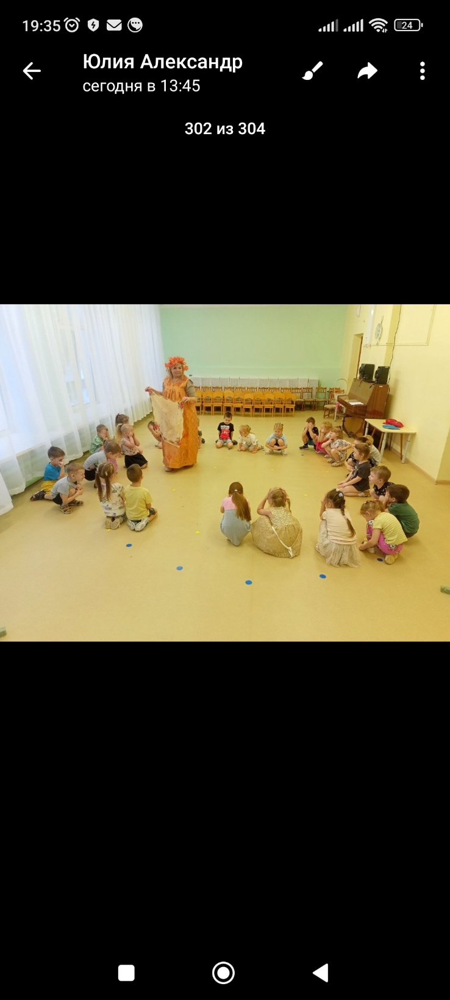 19:35
24
Юлия Александр
сегодня в 13:45
302 из 304